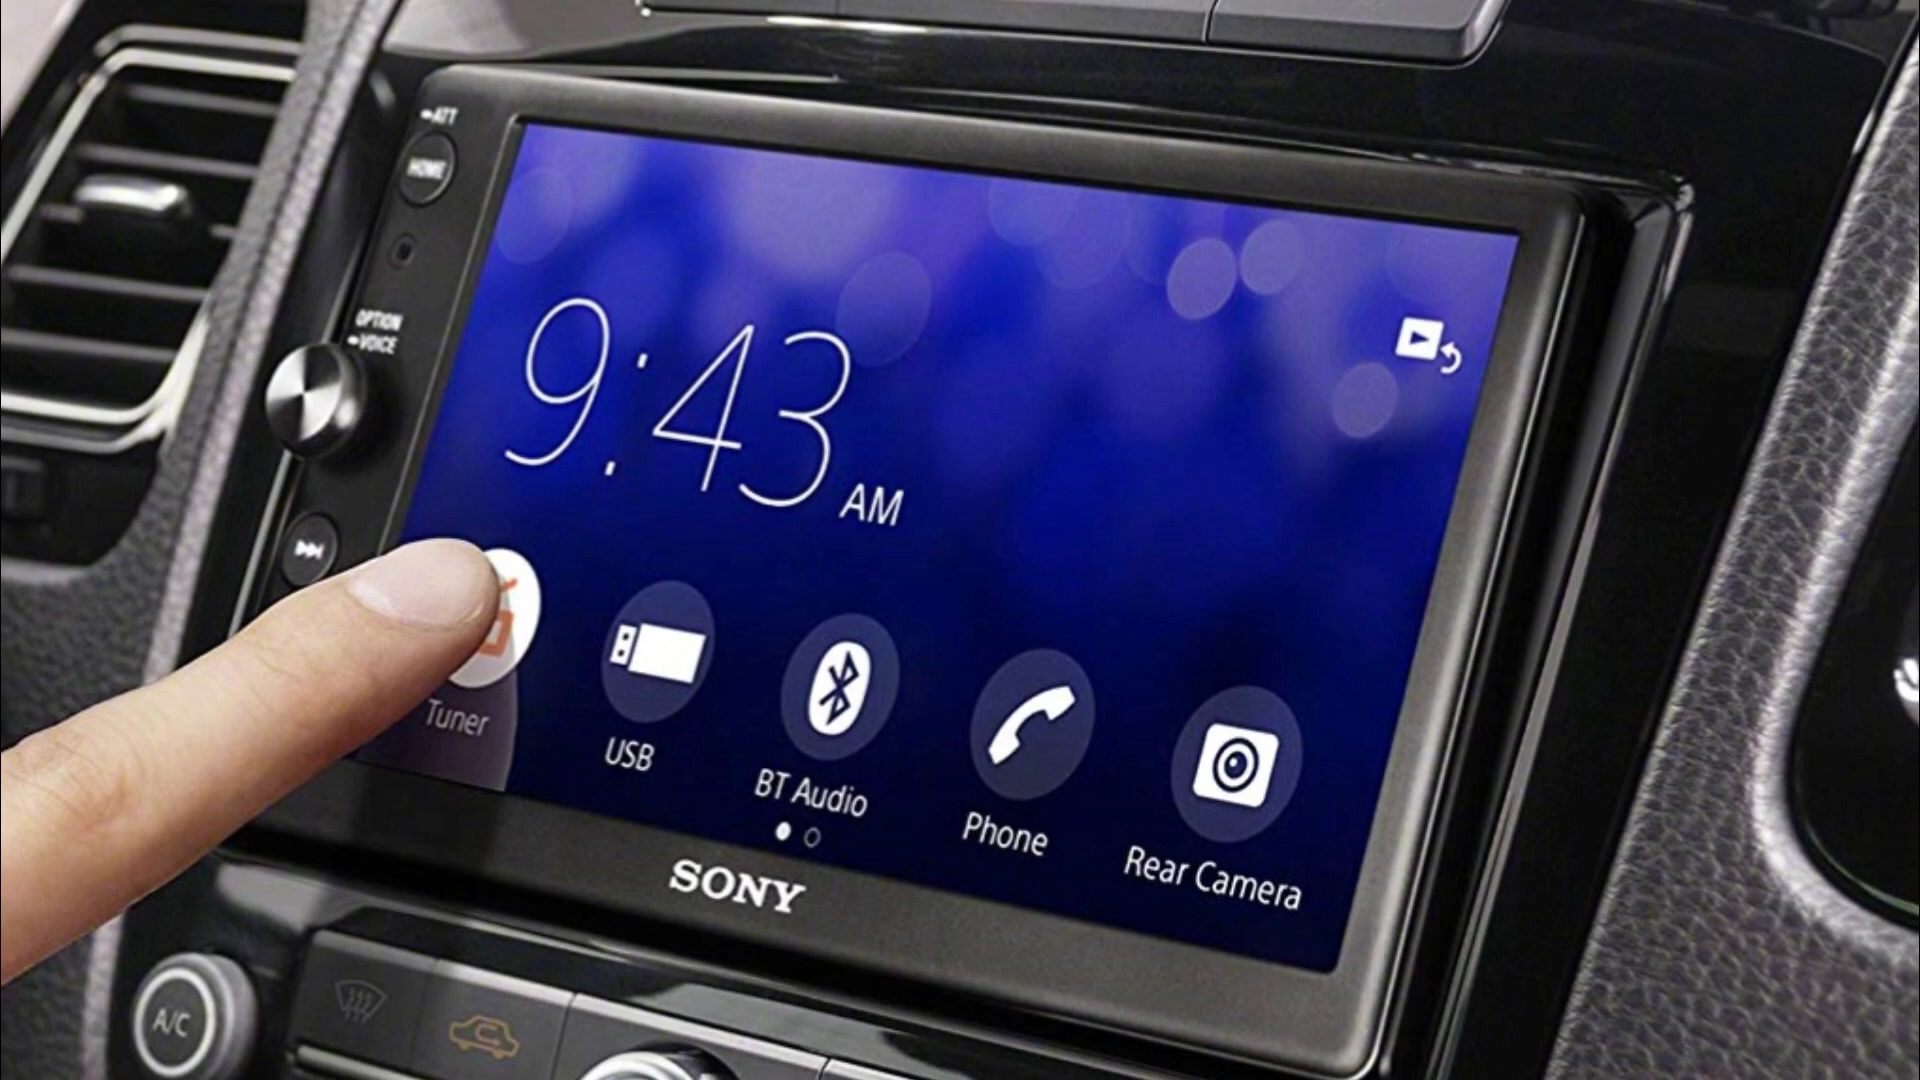 ATT
HOME
OPTION
VOICE
9:43 AM
Tuner
USB
BT Audio
Phone
Rear Camera
SONY
A/C